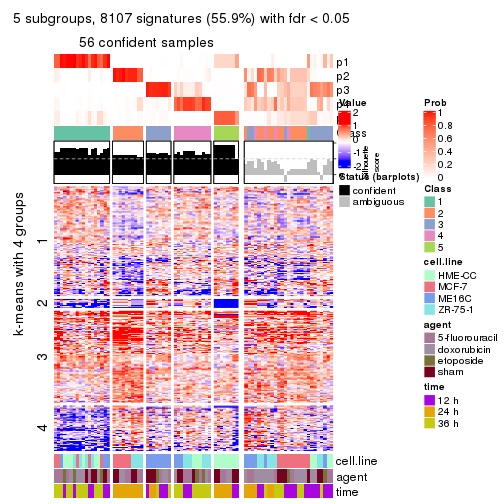 5 subgroups, 8107 signatures (55.9%) with fdr < 0.05
56 confident samples
p1
p2
p3
Value
2
1
0
-1
-2
Silhouette
score
Status (barplots)
confident
ambiguous
k-means with 4 groups
1
2
3
4
cell.line
agent
time
Prob
1
0.8
0.6
0.4
0.2
0
Class
1
2
3
4
5
cell.line
HME-CC
MCF-7
ME16C
ZR-75-1
agent
5-fluorouracil
doxorubicin
etoposide
sham
time
12 h
24 h
36 h